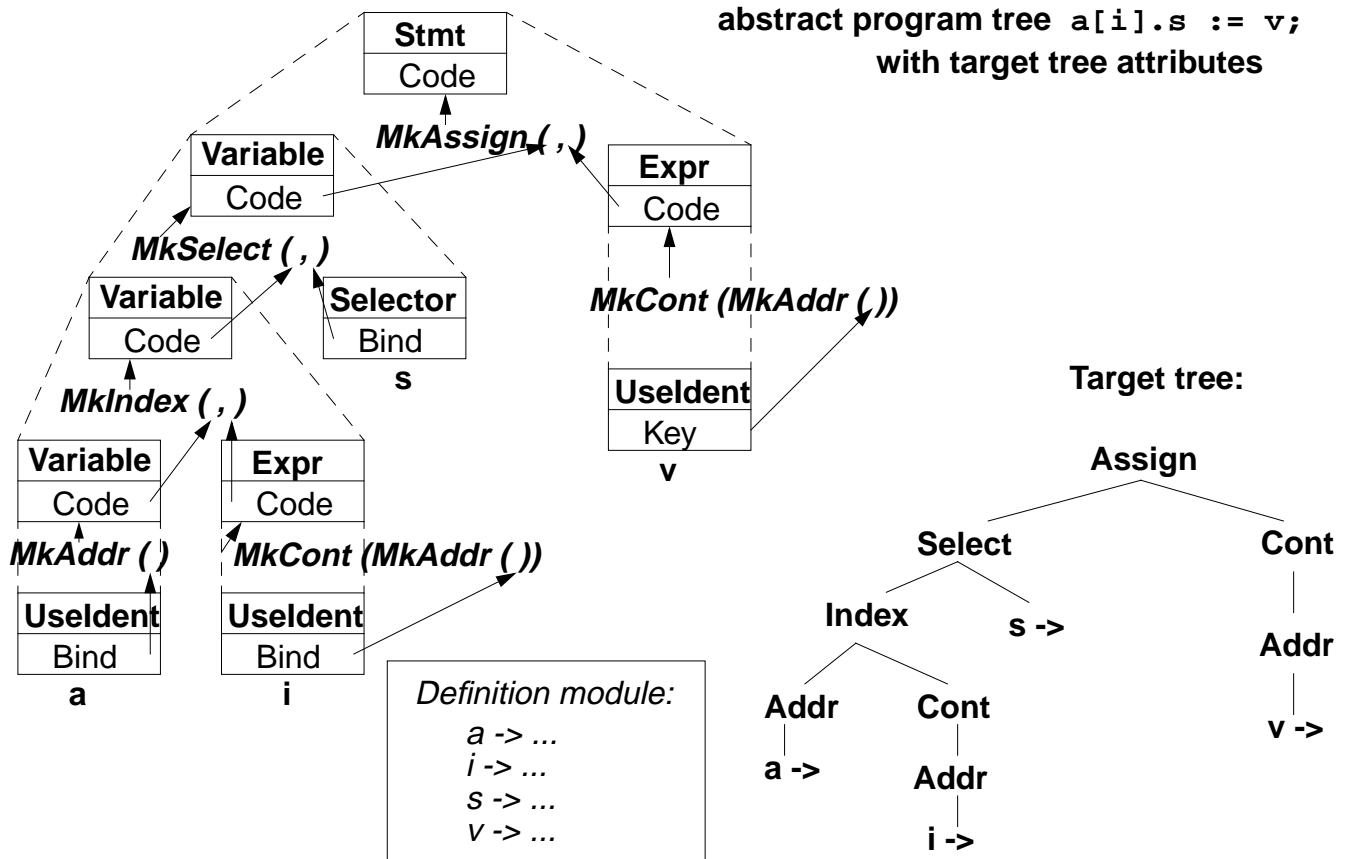 abstract program tree a[i].s := v;
with target tree attributes
Stmt
Code
MkAssign ( , )
Variable
Code
Expr
Code
MkSelect ( , )
Variable
Code
Selector
Bind
s
MkCont (MkAddr ( ))
MkIndex ( , )
UseIdent
Key
v
Variable
Code
Expr
Code
MkAddr ( )
MkCont (MkAddr ( ))
UseIdent
Bind
a
UseIdent
Bind
i
Definition module:
a -> ...
i -> ...
s -> ...
v -> ...
Target tree:
Assign
Select
Cont
Index
s ->
Addr
Addr
Cont
v ->
a ->
Addr
i ->